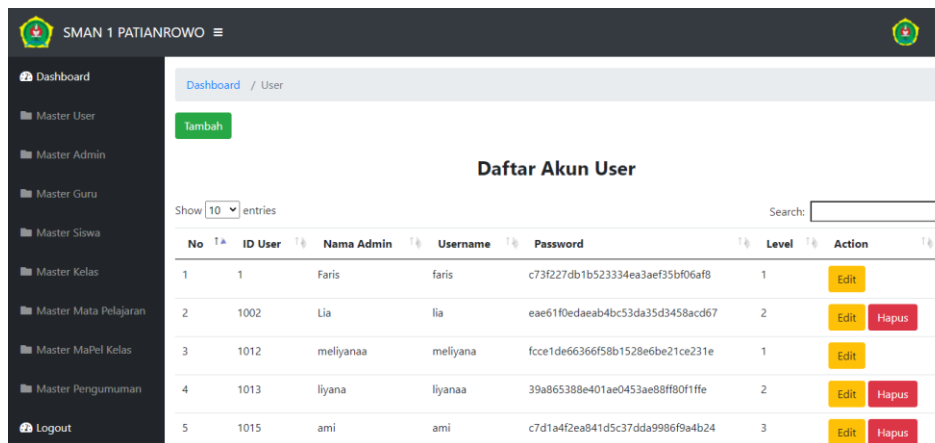 SMAN 1 PATIANROWO
Dashboard
Master User
Master Admin
Master Guru
Master Siswa
Master Kelas
Master Mata Pelajaran
Master MaPel Kelas
Master Pengumuman
Logout
Dashboard / User
Tambah
Daftar Akun User
Show 10 entries
Search:
No ID User Nama Admin Username Password Level Action
1 1 Faris faris c73f227db1b523334ea3aef35bf06af8 1 Edit
2 1002 Lia lia eae61f0edaeab4bc53da35d3458acd67 2 Edit Hapus
3 1012 meliyanaa meliyana fcce1de66366f58b1528e6be21ce231e 1 Edit
4 1013 liyana liyanaa 39a865388e401ae0453ae88ff80f1ffe 2 Edit Hapus
5 1015 ami ami c7d1a4f2ea841d5c37dda9986f9a4b24 3 Edit Hapus